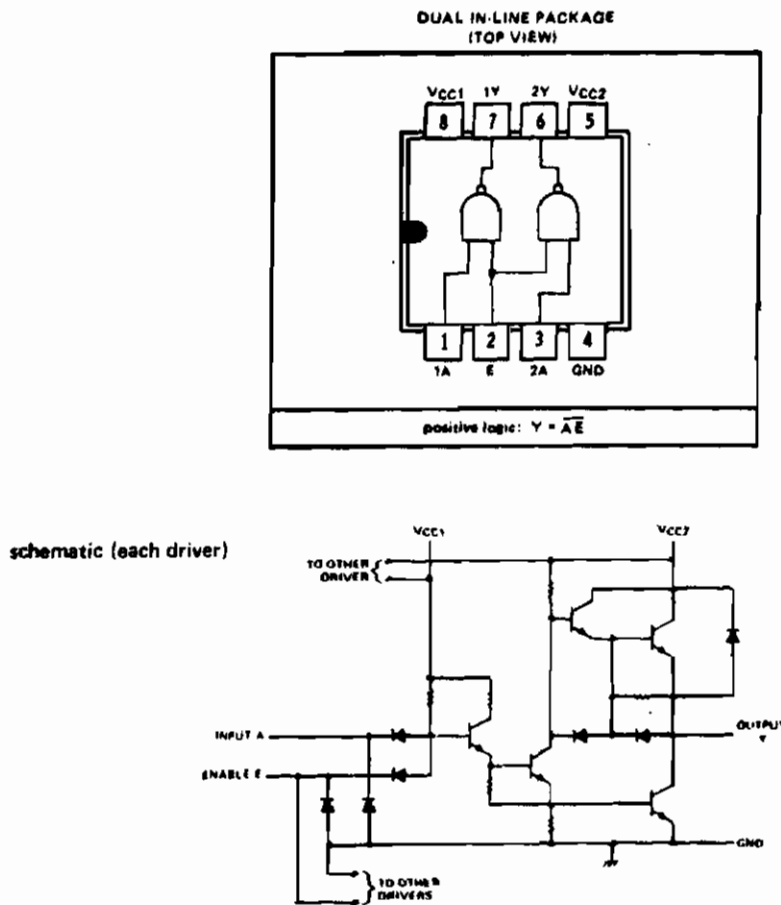 DUAL IN-LINE PACKAGE
(TOP VIEW)
VCC1 1Y 2Y VCC2
8 7 6 5
1 2 3 4
1A E 2A GND
positive logic: Y = A̅E̅
schematic (each driver)
VCC1 VCC2
TO OTHER
DRIVER
INPUT A
OUTPUT
Y
ENABLE E
GND
TO OTHER
DRIVERS